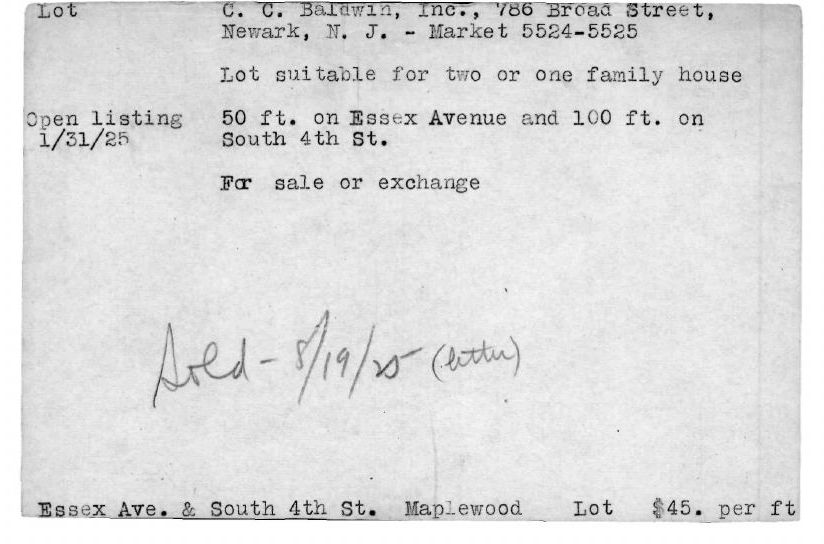 Lot C. C. Baldwin, Inc., 786 Broad Street,
Newark, N. J. - Market 5524-5525
Lot suitable for two or one family house
Open listing 50 ft. on Essex Avenue and 100 ft. on
1/31/25 South 4th St.
For sale or exchange
Sold - 8/19/25 (letter)
Essex Ave. & South 4th St. Maplewood Lot $45. per ft